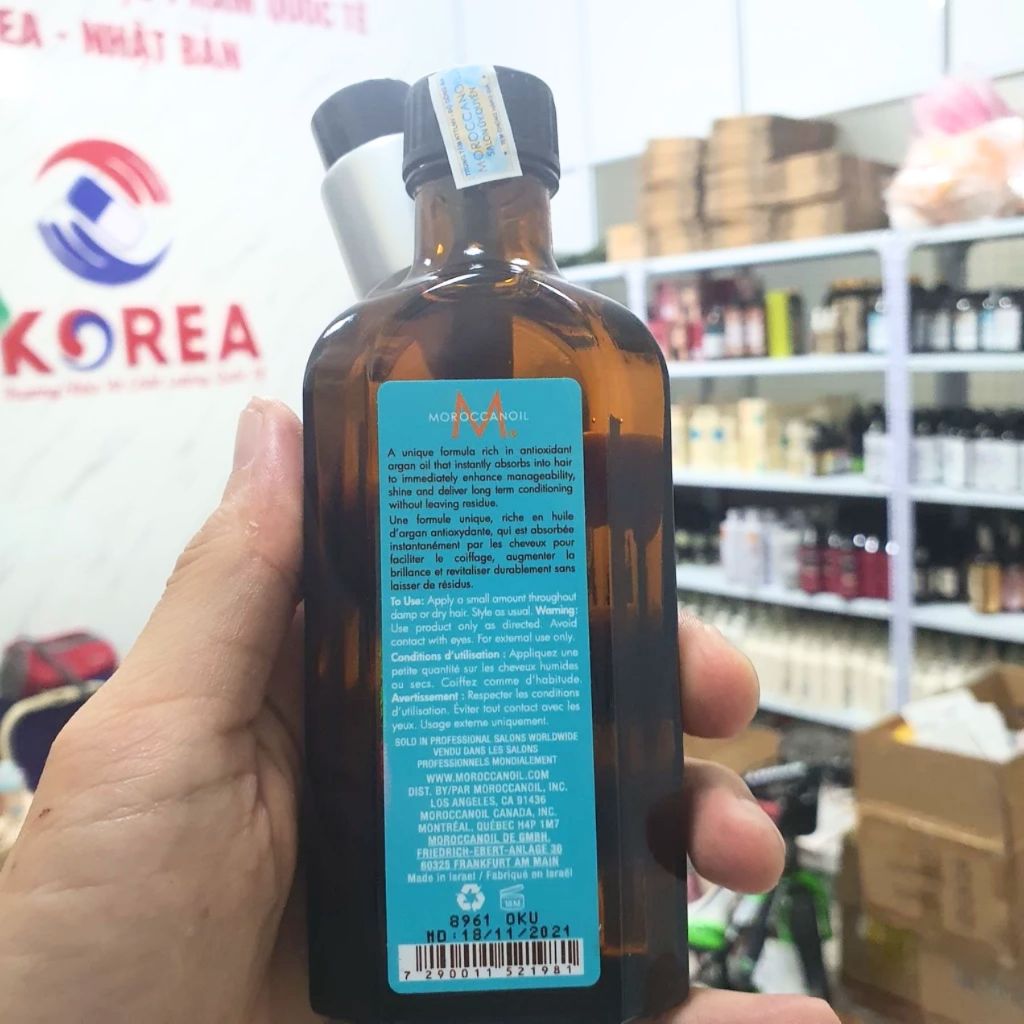 QUỐC TẾ
EA - NHẬT BẢN
KOREA
MOROCCANOIL
M
MOROCCANOIL
A unique formula rich in antioxidant
argan oil that instantly absorbs into hair
to immediately enhance manageability,
shine and deliver long term conditioning
without leaving residue.
Une formule unique, riche en huile
d'argan antioxydante, qui est absorbée
instantanément par les cheveux pour
faciliter le coiffage, augmenter la
brillance et revitaliser durablement sans
laisser de résidus.
To Use: Apply a small amount throughout
damp or dry hair. Style as usual. Warning:
Use product only as directed. Avoid
contact with eyes. For external use only.
Conditions d'utilisation : Appliquez une
petite quantité sur les cheveux humides
ou secs. Coiffez comme d'habitude.
Avertissement : Respecter les conditions
d'utilisation. Éviter tout contact avec les
yeux. Usage externe uniquement.
SOLD IN PROFESSIONAL SALONS WORLDWIDE
VENDU DANS LES SALONS
PROFESSIONNELS MONDIALEMENT
WWW.MOROCCANOIL.COM
DIST. BY/PAR MOROCCANOIL, INC.
LOS ANGELES, CA 91436
MOROCCANOIL CANADA, INC.
MONTRÉAL, QUÉBEC H4P 1M7
MOROCCANOIL DE GMBH,
FRIEDRICH-EBERT-ANLAGE 36
60325 FRANKFURT AM MAIN
Made in Israel / Fabriqué en Israël
18M
8961 QKU
MD:18/11/2021
7 290011 521981